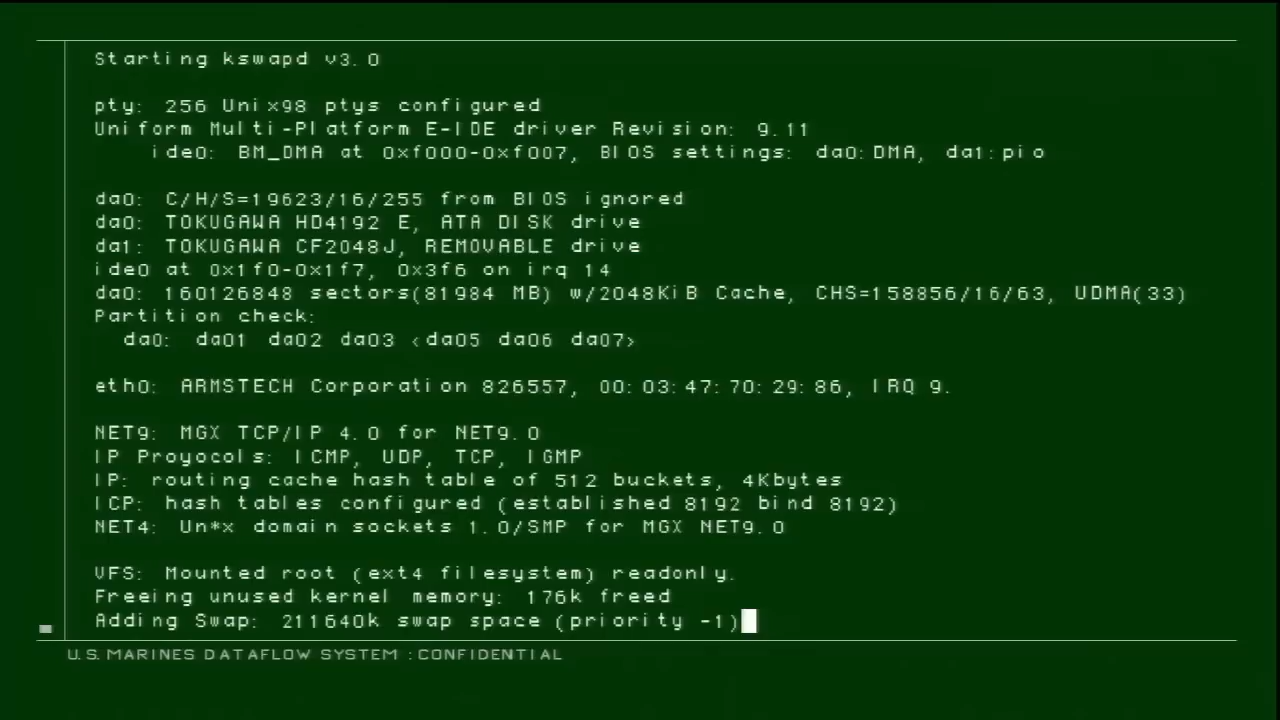 Starting kswapd v3.0
pty: 256 Unix98 ptys configured
Uniform Multi-Platform E-IDE driver Revision: 9.11
ide0: BM_DMA at 0xf000-0xf007, BIOS settings: da0:DMA, da1:pio
da0: C/H/S=19623/16/255 from BIOS ignored
da0: TOKUGAWA HD4192 E, ATA DISK drive
da1: TOKUGAWA CF2048J, REMOVABLE drive
ide0 at 0x1f0-0x1f7, 0x3f6 on irq 14
da0: 160126848 sectors(81984 MB) w/2048KiB Cache, CHS=158856/16/63, UDMA(33)
Partition check:
da0: da01 da02 da03 <da05 da06 da07>
eth0: ARMSTECH Corporation 826557, 00:03:47:70:29:86, IRQ 9.
NET9: MGX TCP/IP 4.0 for NET9.0
IP Proyocols: ICMP, UDP, TCP, IGMP
IP: routing cache hash table of 512 buckets, 4Kbytes
ICP: hash tables configured (established 8192 bind 8192)
NET4: Un*x domain sockets 1.0/SMP for MGX NET9.0
VFS: Mounted root (ext4 filesystem) readonly.
Freeing unused kernel memory: 176k freed
Adding Swap: 211640k swap space (priority -1)
U.S.MARINES DATAFLOW SYSTEM :CONFIDENTIAL